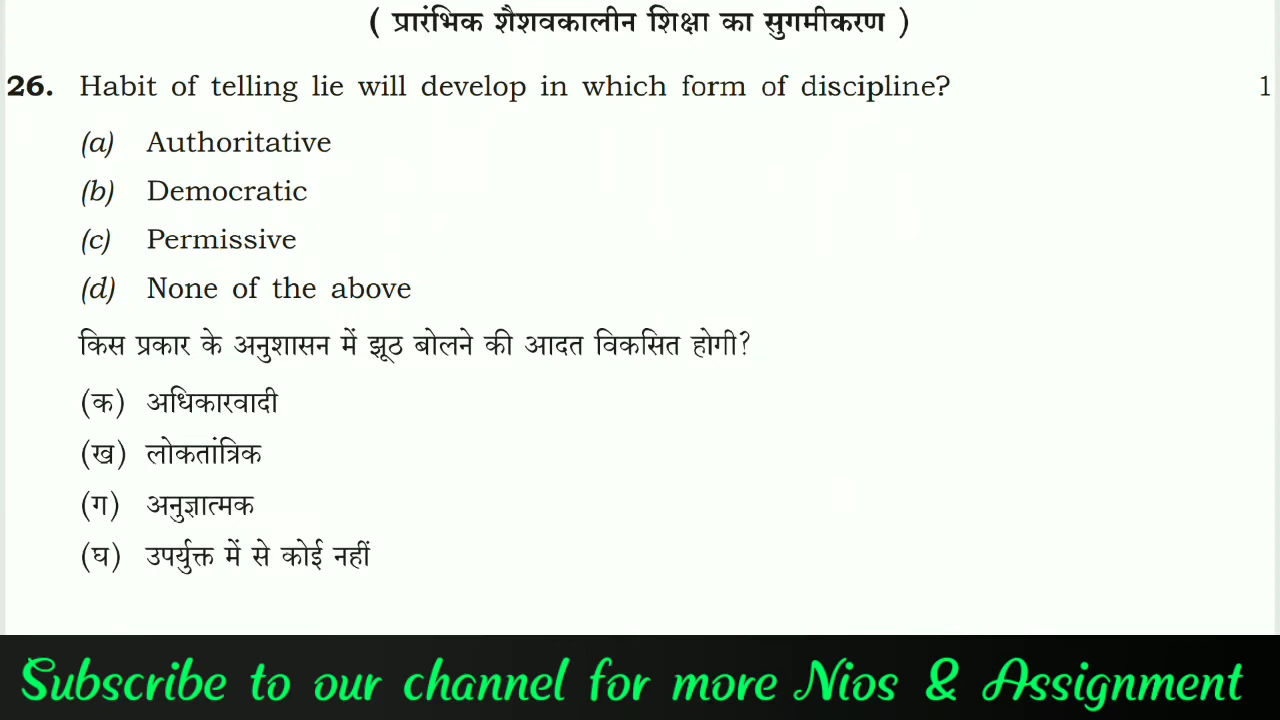 ( प्रारंभिक शैशवकालीन शिक्षा का सुगमीकरण )
26. Habit of telling lie will develop in which form of discipline? 1
(a) Authoritative
(b) Democratic
(c) Permissive
(d) None of the above
किस प्रकार के अनुशासन में झूठ बोलने की आदत विकसित होगी?
(क) अधिकारवादी
(ख) लोकतांत्रिक
(ग) अनुज्ञात्मक
(घ) उपर्युक्त में से कोई नहीं
Subscribe to our channel for more Nios & Assignment